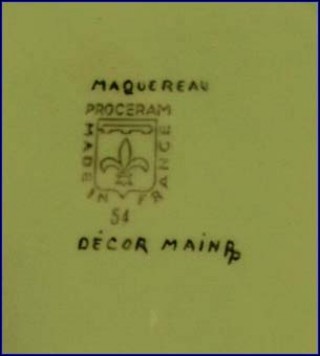 MAQUEREAU
PROCERAM
MADE IN FRANCE
54
DÉCOR MAIN